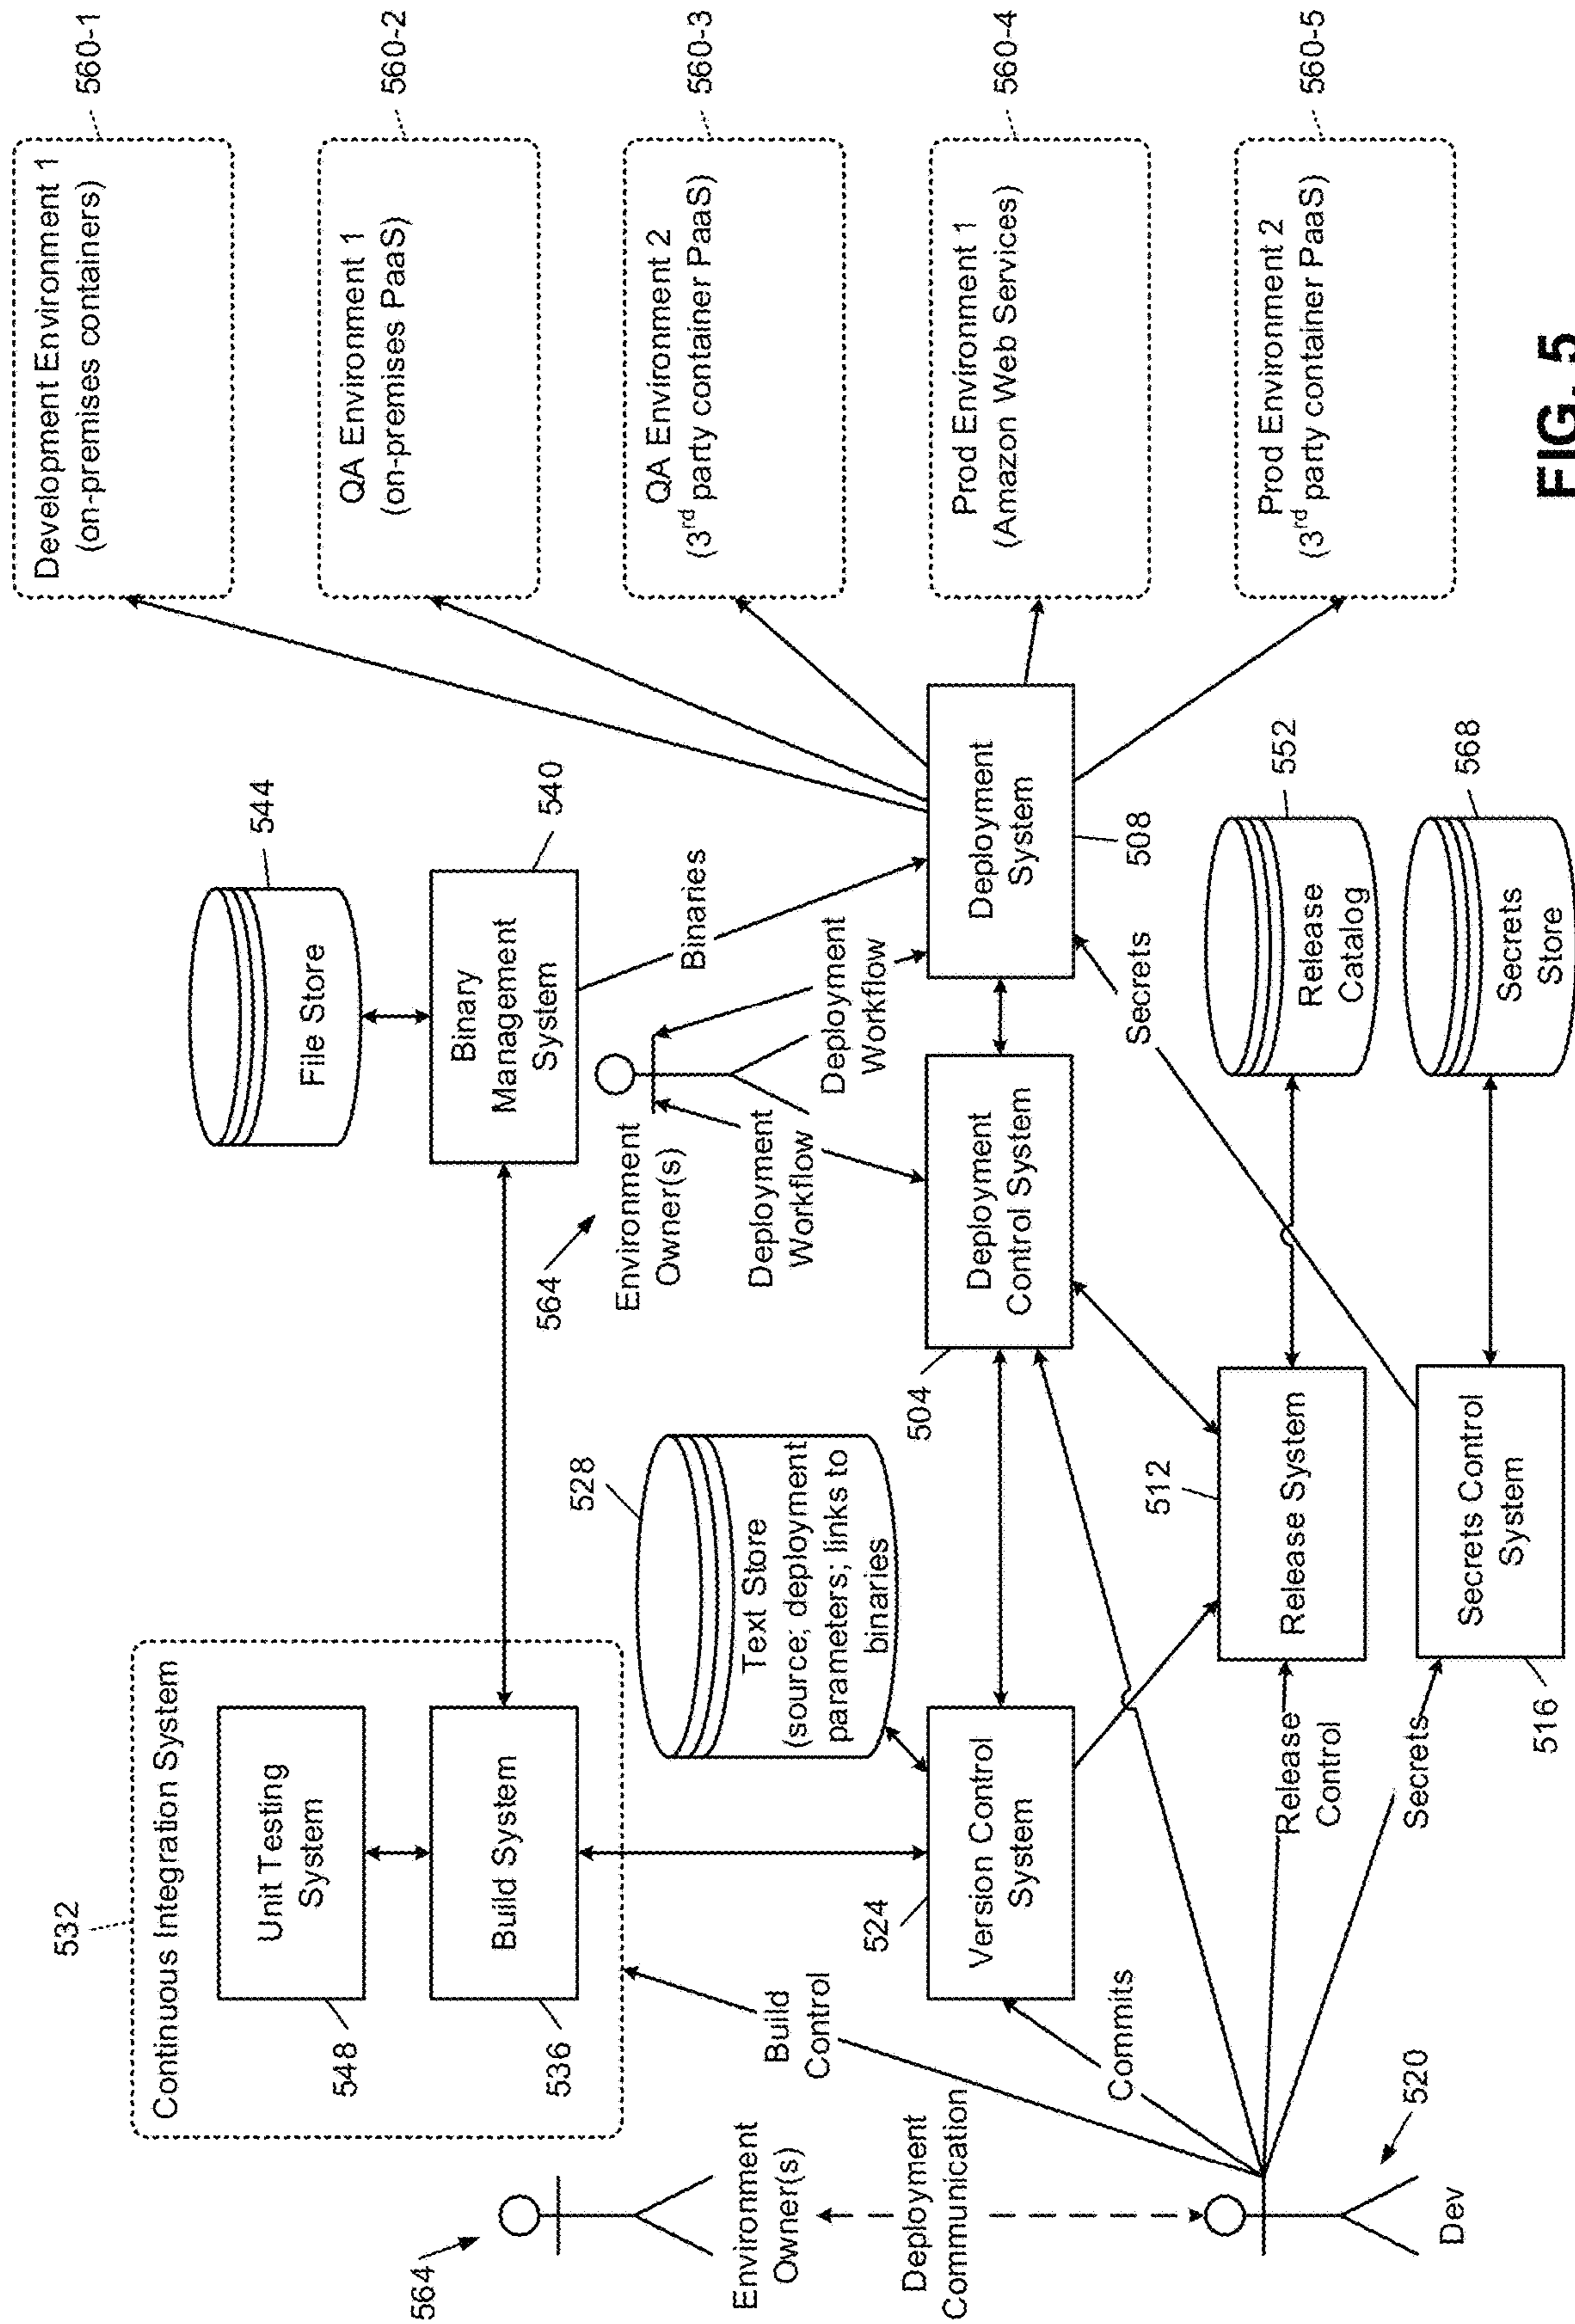 532
Continuous Integration System
Unit Testing
System
548
Build System
536
544
File Store
Binary
Management
System
540
Development Environment 1
(on-premises containers)
560-1
QA Environment 1
(on-premises PaaS)
560-2
QA Environment 2
(3rd party container PaaS)
560-3
Prod Environment 1
(Amazon Web Services)
560-4
Prod Environment 2
(3rd party container PaaS)
560-5
564
Environment
Owner(s)
Deployment
Communication
520
Dev
Build
Control
Commits
Release
Control
Secrets
528
Text Store
(source; deployment
parameters; links to
binaries
524
Version Control
System
564
Environment
Owner(s)
Deployment
Workflow
Deployment
Workflow
Binaries
504
Deployment
Control System
Deployment
System
508
Secrets
512
Release System
552
Release
Catalog
Secrets Control
System
516
568
Secrets
Store
FIG. 5